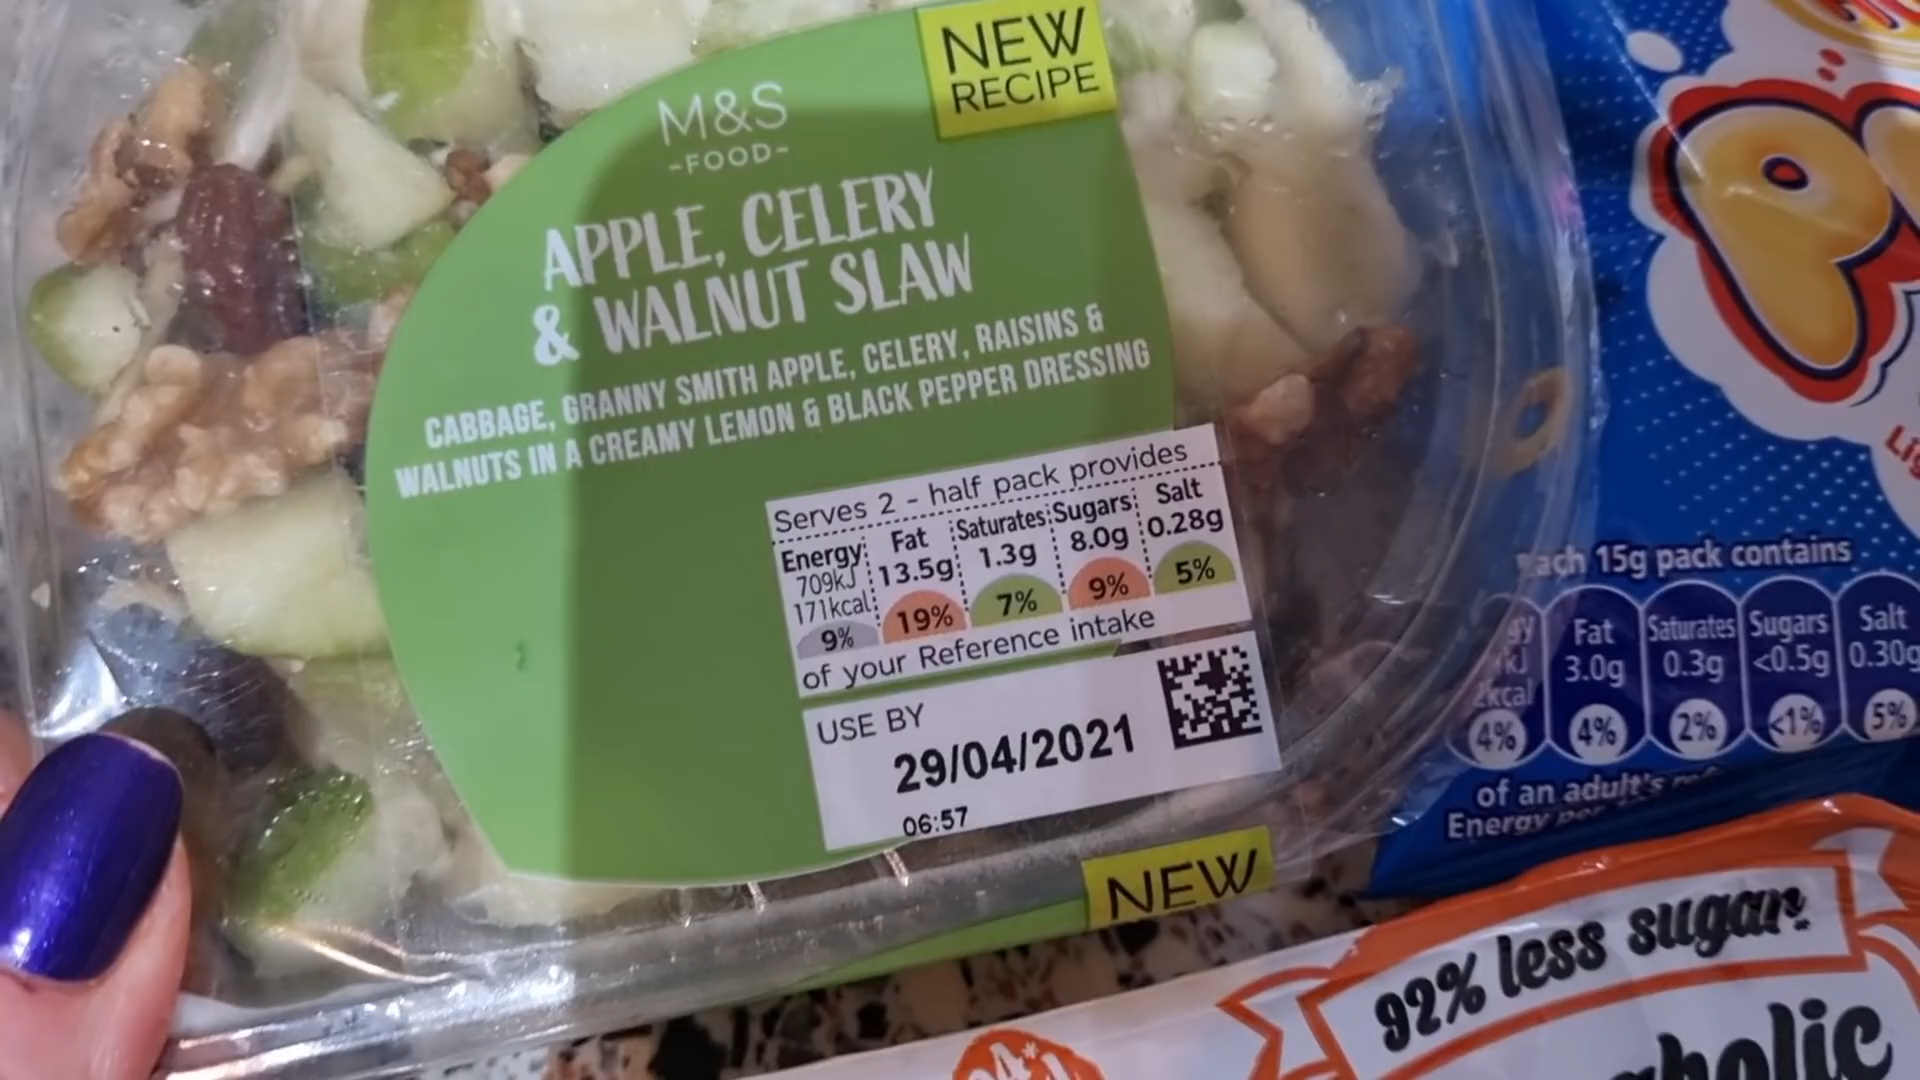 NEW
RECIPE
M&S
-FOOD-
APPLE, CELERY
& WALNUT SLAW
CABBAGE, GRANNY SMITH APPLE, CELERY, RAISINS &
WALNUTS IN A CREAMY LEMON & BLACK PEPPER DRESSING
Serves 2 - half pack provides
Energy Fat Saturates Sugars Salt
709kJ 13.5g 1.3g 8.0g 0.28g
171kcal
9% 19% 7% 9% 5%
of your Reference intake
USE BY
29/04/2021
06:57
NEW
15g pack contains
Fat Saturates Sugars Salt
3.0g 0.3g <0.5g 0.30g
4% 4% 2% <1% 5%
of an adult's
Energy
92% less sugar.